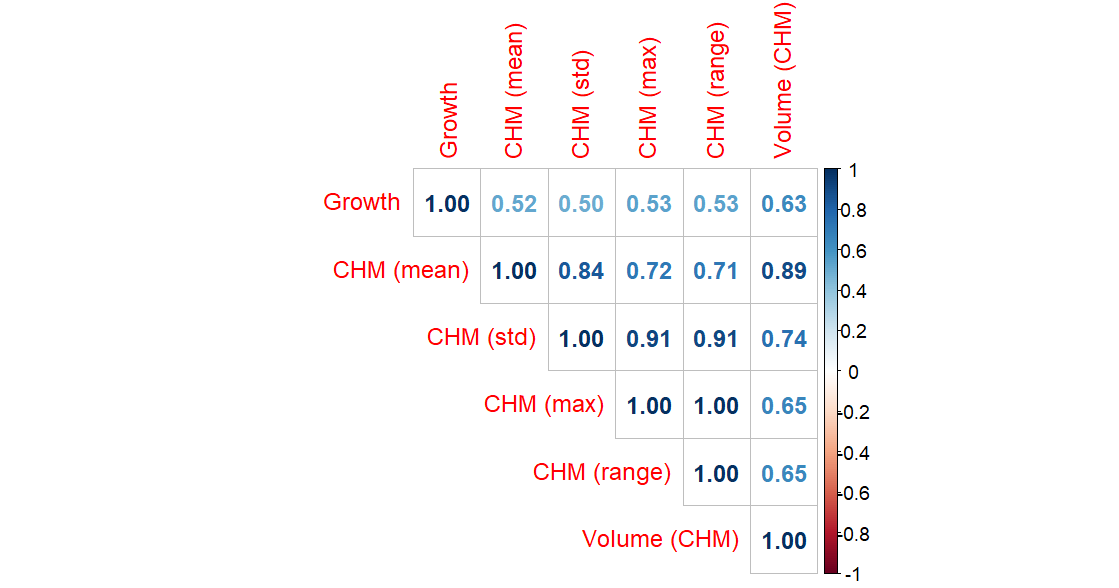 Growth
CHM (mean)
CHM (std)
CHM (max)
CHM (range)
Volume (CHM)
Growth 1.00 0.52 0.50 0.53 0.53 0.63
CHM (mean) 1.00 0.84 0.72 0.71 0.89
CHM (std) 1.00 0.91 0.91 0.74
CHM (max) 1.00 1.00 0.65
CHM (range) 1.00 0.65
Volume (CHM) 1.00
1
0.8
0.6
0.4
0.2
0
-0.2
-0.4
-0.6
-0.8
-1